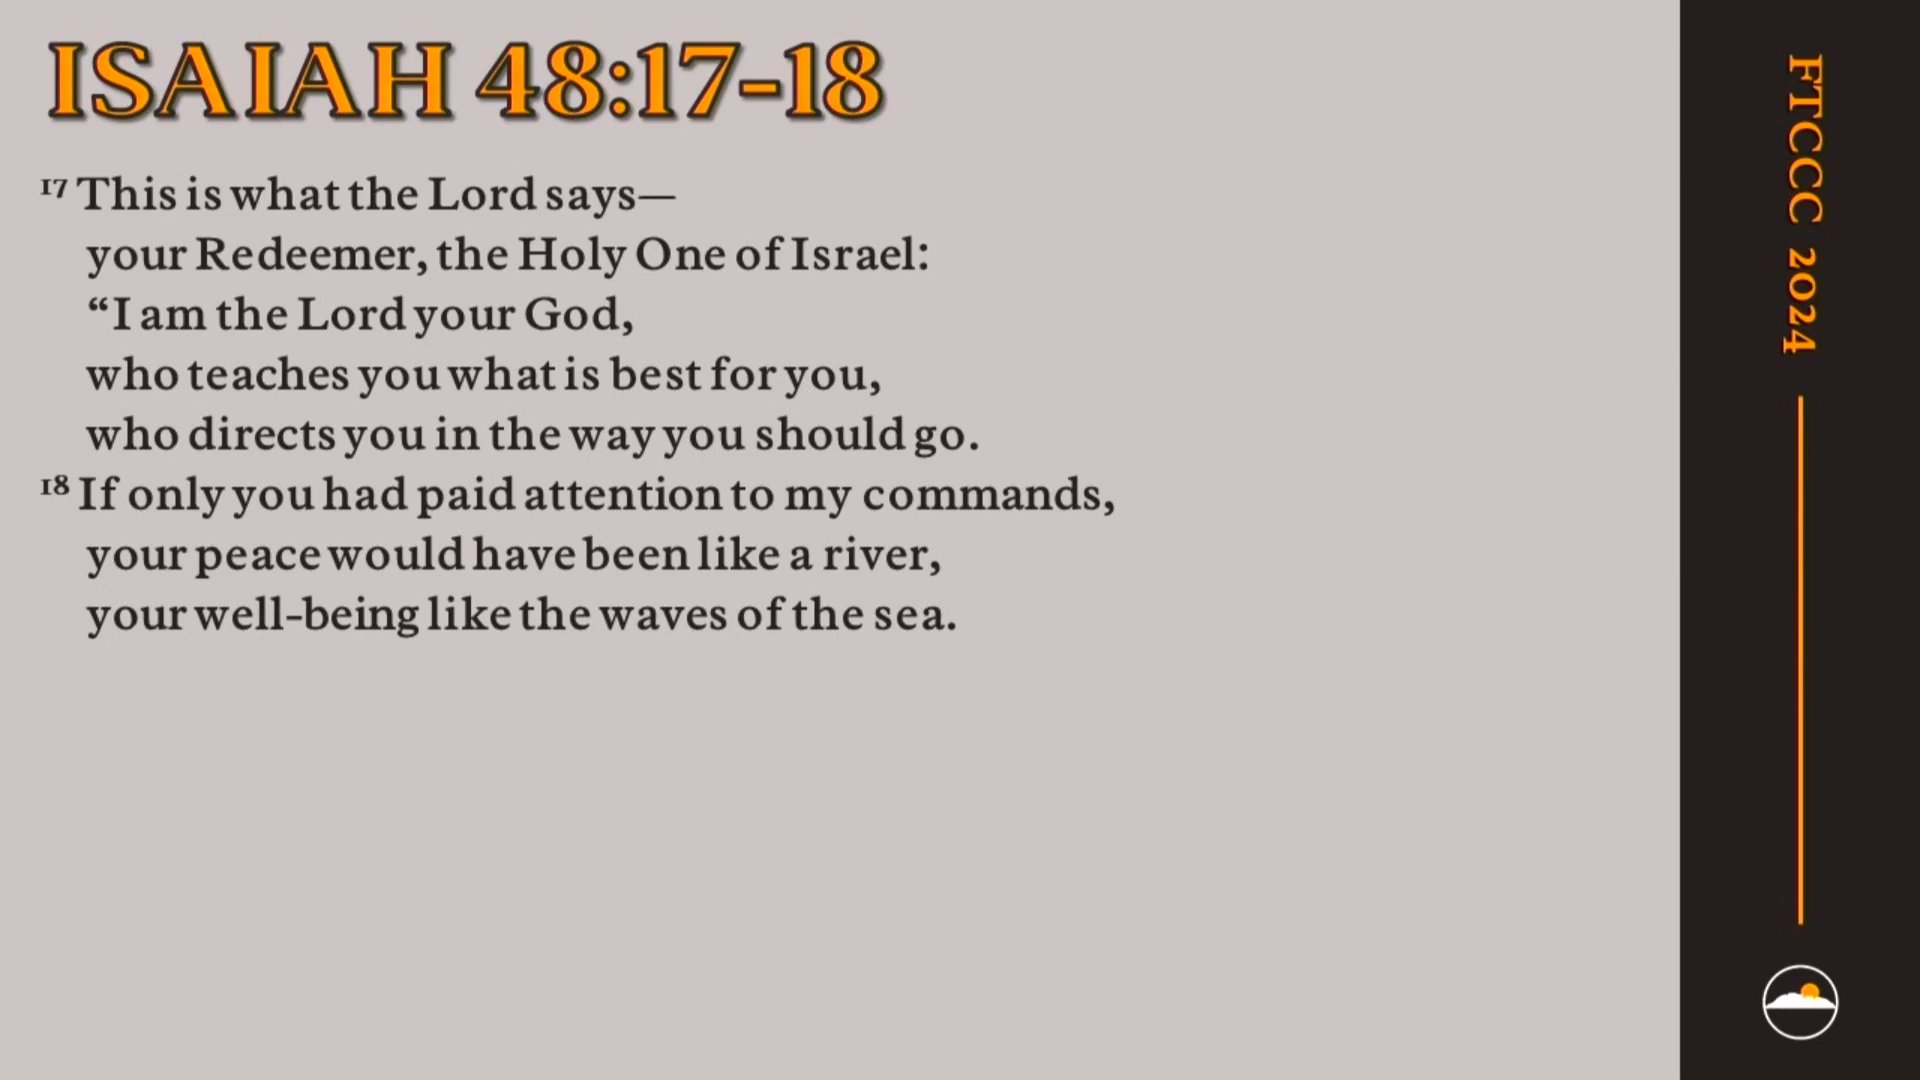 ISAIAH 48:17-18
17 This is what the Lord says—
your Redeemer, the Holy One of Israel:
“I am the Lord your God,
who teaches you what is best for you,
who directs you in the way you should go.
18 If only you had paid attention to my commands,
your peace would have been like a river,
your well-being like the waves of the sea.
FTCCC 2024